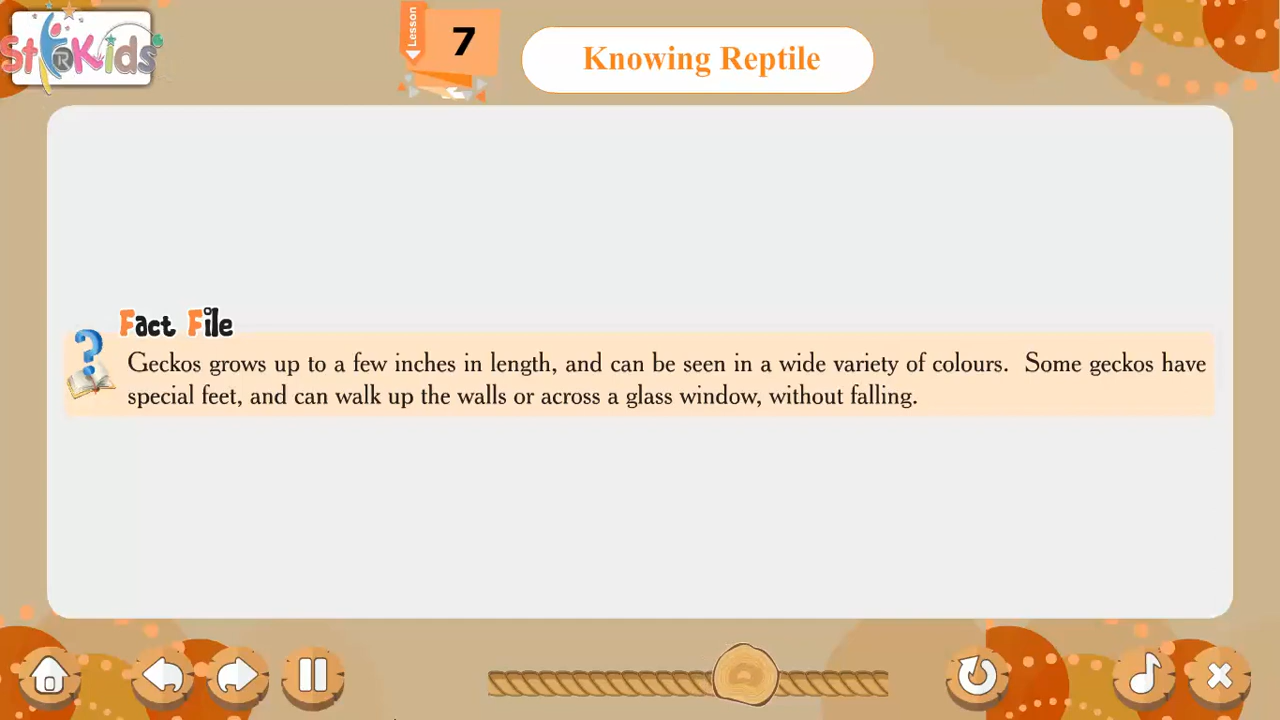 Lesson
7
Knowing Reptile
Fact File
Geckos grows up to a few inches in length, and can be seen in a wide variety of colours. Some geckos have
special feet, and can walk up the walls or across a glass window, without falling.